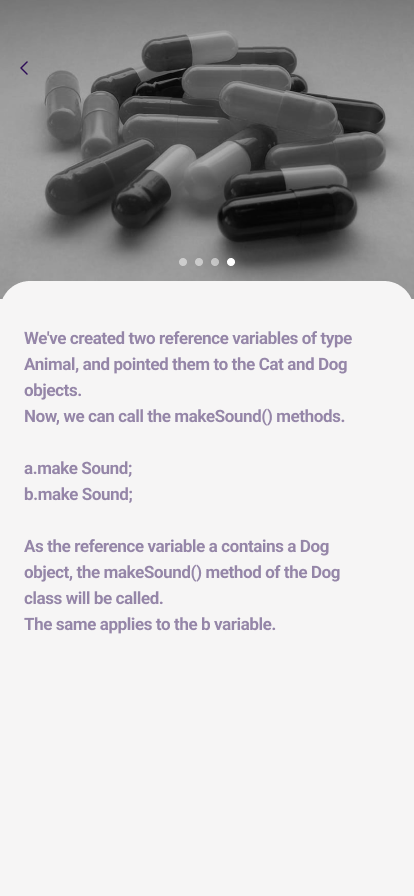 We've created two reference variables of type
Animal, and pointed them to the Cat and Dog
objects.
Now, we can call the makeSound() methods.
a.make Sound;
b.make Sound;
As the reference variable a contains a Dog
object, the makeSound() method of the Dog
class will be called.
The same applies to the b variable.